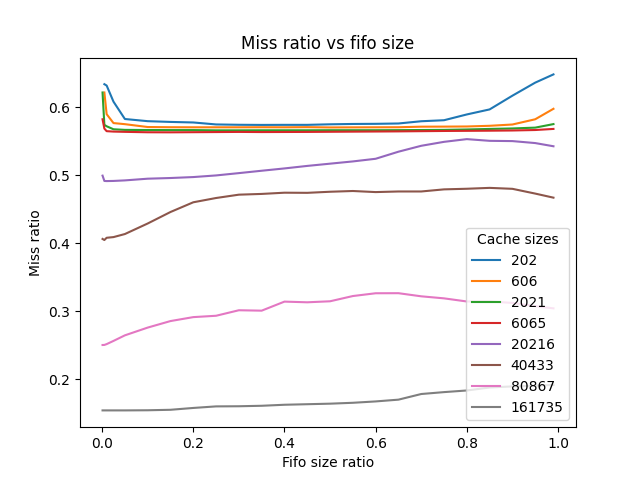 Miss ratio vs fifo size
Miss ratio
0.6
0.5
0.4
0.3
0.2
Cache sizes
202
606
2021
6065
20216
40433
80867
161735
0.0 0.2 0.4 0.6 0.8 1.0
Fifo size ratio